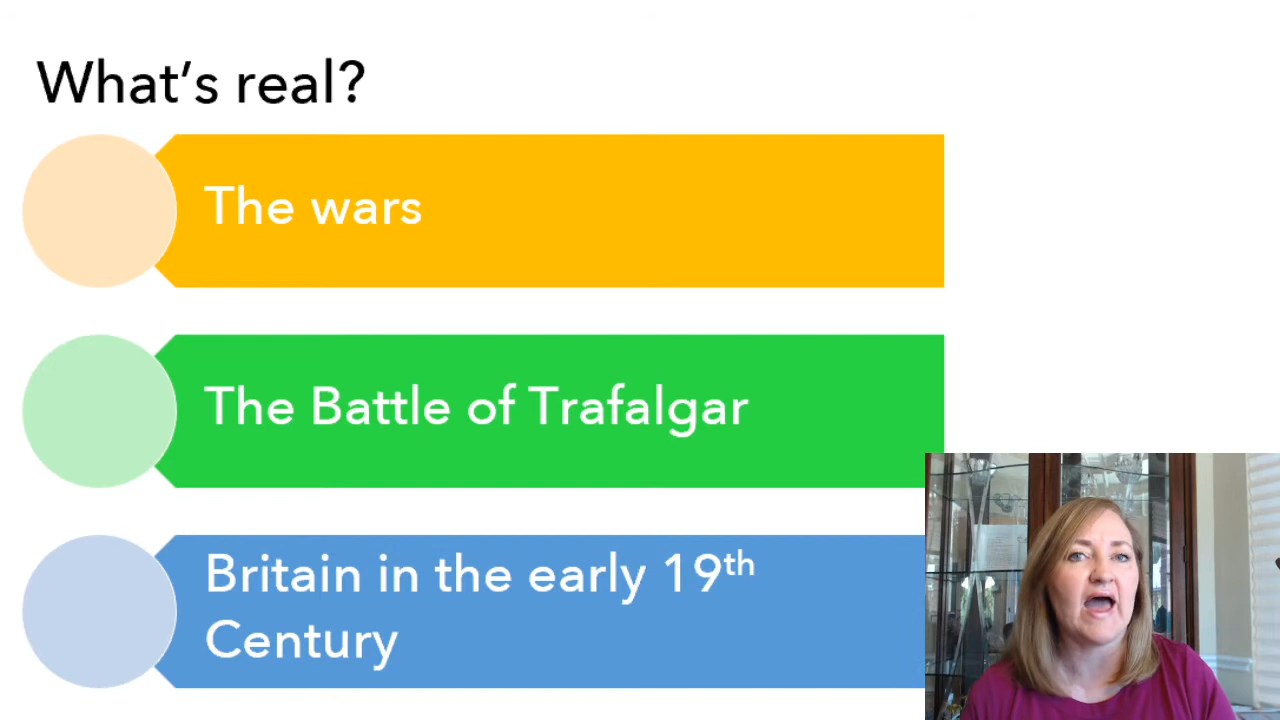 What's real?
The wars
The Battle of Trafalgar
Britain in the early 19th
Century